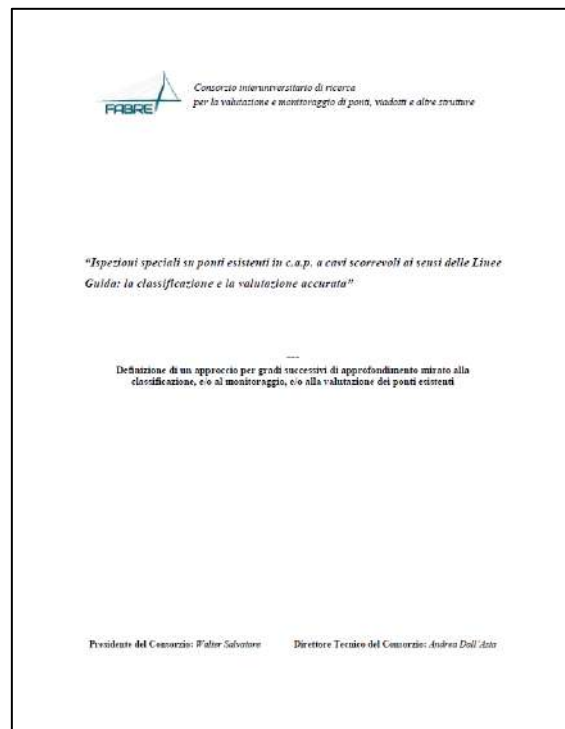 FABRE
Consorzio interuniversitario di ricerca
per la valutazione e monitoraggio di ponti, viadotti e altre strutture
“Ispezioni speciali su ponti esistenti in c.a.p. a cavi scorrevoli ai sensi delle Linee
Guida: la classificazione e la valutazione accurata”
---
Definizione di un approccio per gradi successivi di approfondimento mirato alla
classificazione, e/o al monitoraggio, e/o alla valutazione dei ponti esistenti
Presidente del Consorzio: Walter Salvatore Direttore Tecnico del Consorzio: Andrea Dall’Asta